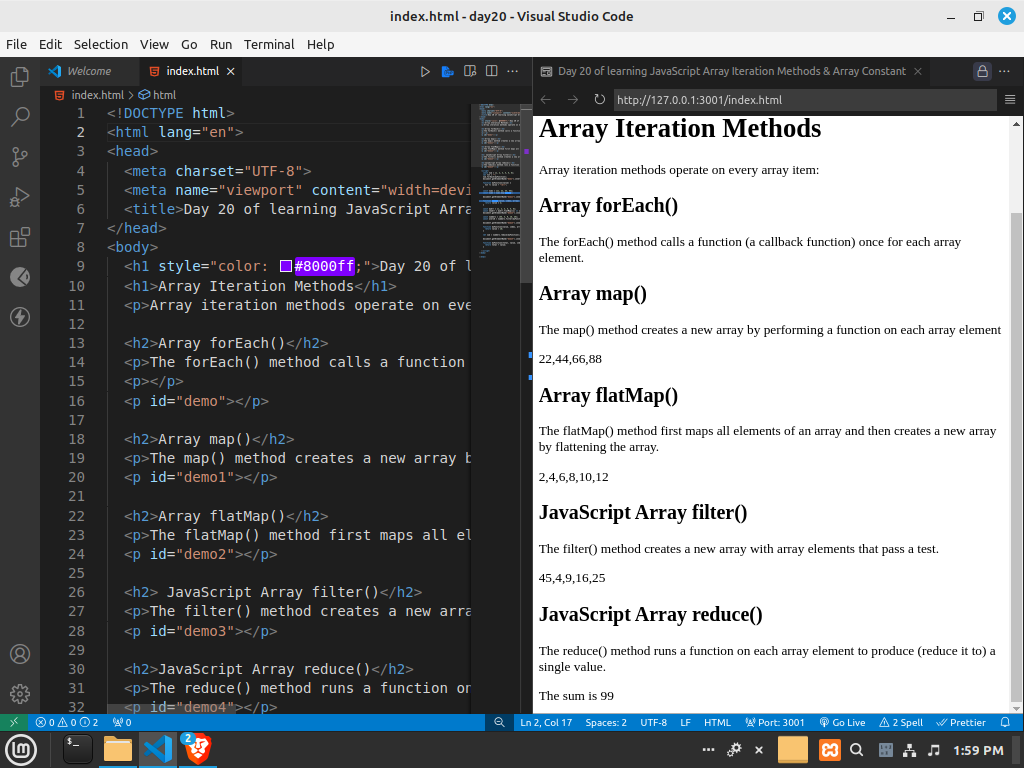 index.html - day20 - Visual Studio Code
File Edit Selection View Go Run Terminal Help
Welcome
index.html
index.html > html
1 <!DOCTYPE html>
2 <html lang="en">
3 <head>
4 <meta charset="UTF-8">
5 <meta name="viewport" content="width=devi
6 <title>Day 20 of learning JavaScript Arra
7 </head>
8 <body>
9 <h1 style="color: #8000ff;">Day 20 of l
10 <h1>Array Iteration Methods</h1>
11 <p>Array iteration methods operate on eve
12
13 <h2>Array forEach()</h2>
14 <p>The forEach() method calls a function
15 <p></p>
16 <p id="demo"></p>
17
18 <h2>Array map()</h2>
19 <p>The map() method creates a new array b
20 <p id="demo1"></p>
21
22 <h2>Array flatMap()</h2>
23 <p>The flatMap() method first maps all el
24 <p id="demo2"></p>
25
26 <h2> JavaScript Array filter()</h2>
27 <p>The filter() method creates a new arra
28 <p id="demo3"></p>
29
30 <h2>JavaScript Array reduce()</h2>
31 <p>The reduce() method runs a function on
32 <p id="demo4"></p>
Day 20 of learning JavaScript Array Iteration Methods & Array Constant
http://127.0.0.1:3001/index.html
Array Iteration Methods
Array iteration methods operate on every array item:
Array forEach()
The forEach() method calls a function (a callback function) once for each array
element.
Array map()
The map() method creates a new array by performing a function on each array element
22,44,66,88
Array flatMap()
The flatMap() method first maps all elements of an array and then creates a new array
by flattening the array.
2,4,6,8,10,12
JavaScript Array filter()
The filter() method creates a new array with array elements that pass a test.
45,4,9,16,25
JavaScript Array reduce()
The reduce() method runs a function on each array element to produce (reduce it to) a
single value.
The sum is 99
0 0 2 0 Ln 2, Col 17 Spaces: 2 UTF-8 LF HTML Port: 3001 Go Live 2 Spell Prettier
2
1:59 PM